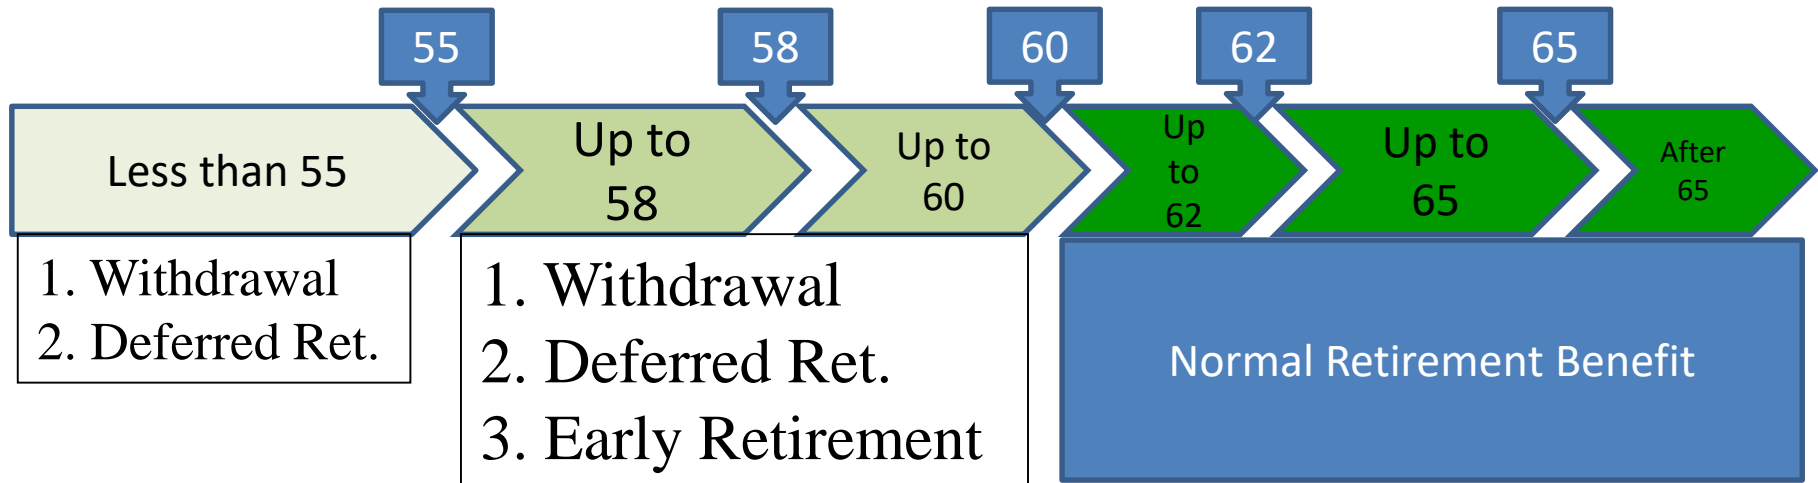 55
58
60
62
65
Less than 55
Up to
58
Up to
60
Up
to
62
Up to
65
After
65
1. Withdrawal
2. Deferred Ret.
1. Withdrawal
2. Deferred Ret.
3. Early Retirement
Normal Retirement Benefit